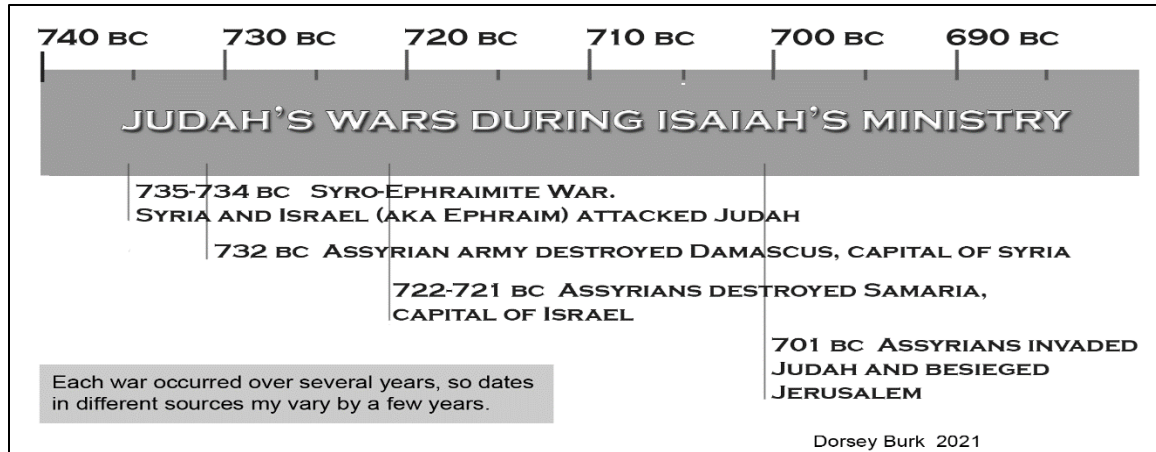 740 BC 730 BC 720 BC 710 BC 700 BC 690 BC
JUDAH'S WARS DURING ISAIAH'S MINISTRY
735-734 BC SYRO-EPHRAIMITE WAR.
SYRIA AND ISRAEL (AKA EPHRAIM) ATTACKED JUDAH
732 BC ASSYRIAN ARMY DESTROYED DAMASCUS, CAPITAL OF SYRIA
722-721 BC ASSYRIANS DESTROYED SAMARIA,
CAPITAL OF ISRAEL
701 BC ASSYRIANS INVADED
JUDAH AND BESIEGED
JERUSALEM
Each war occurred over several years, so dates
in different sources my vary by a few years.
Dorsey Burk 2021